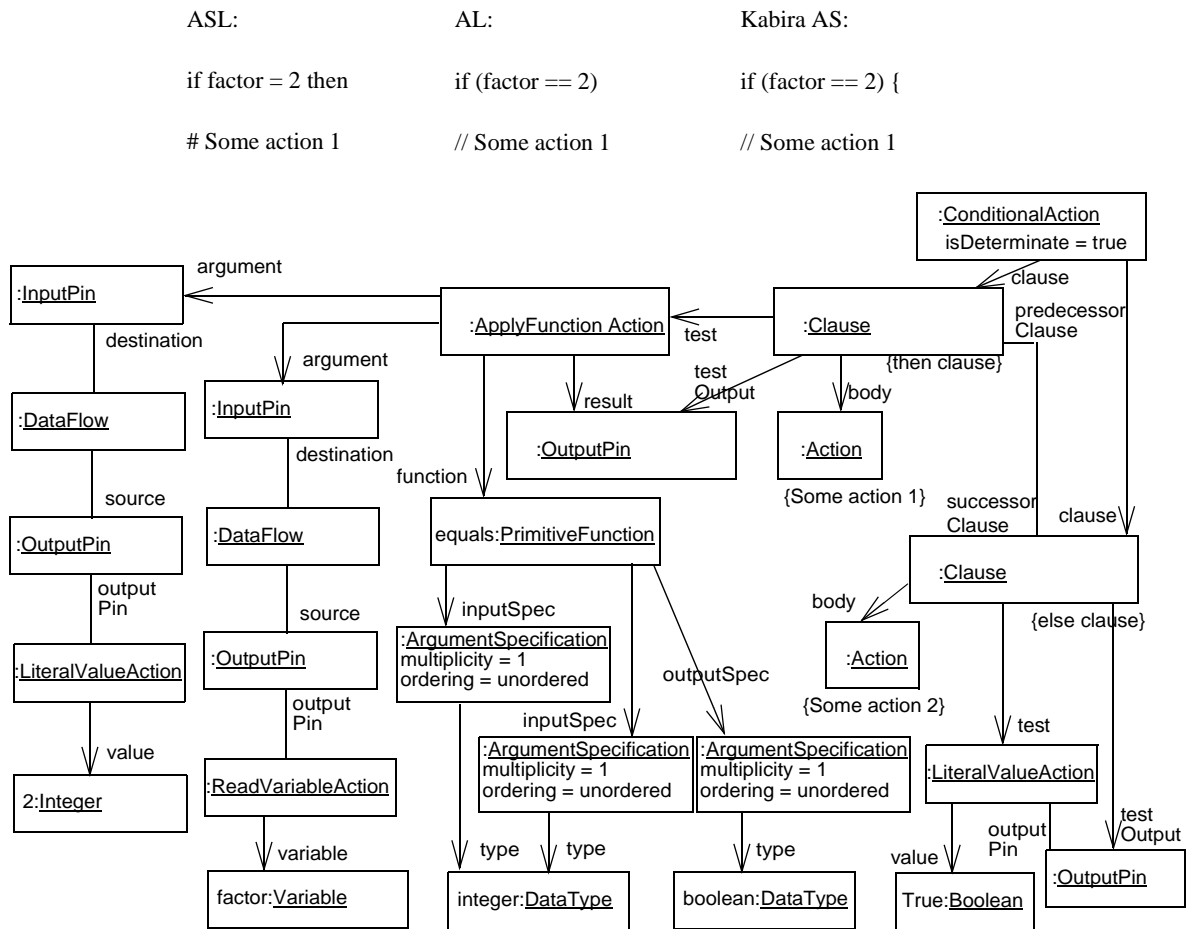 ASL: AL: Kabira AS:
if factor = 2 then if (factor == 2) if (factor == 2) {
# Some action 1 // Some action 1 // Some action 1
:ConditionalAction
isDeterminate = true
argument
clause
:InputPin
:ApplyFunction Action
:Clause
predecessor
Clause
destination
test
{then clause}
argument
test
Output
body
:InputPin
result
:DataFlow
:OutputPin
:Action
destination
function
{Some action 1}
source
successor
Clause
clause
:OutputPin
:DataFlow
equals:PrimitiveFunction
:Clause
output
Pin
inputSpec
body
source
{else clause}
:ArgumentSpecification
multiplicity = 1
ordering = unordered
:LiteralValueAction
:OutputPin
outputSpec
:Action
{Some action 2}
output
Pin
inputSpec
test
value
:ArgumentSpecification
multiplicity = 1
ordering = unordered
:ArgumentSpecification
multiplicity = 1
ordering = unordered
:LiteralValueAction
2:Integer
:ReadVariableAction
test
Output
output
Pin
variable
type
type
type
value
:OutputPin
factor:Variable
integer:DataType
boolean:DataType
True:Boolean